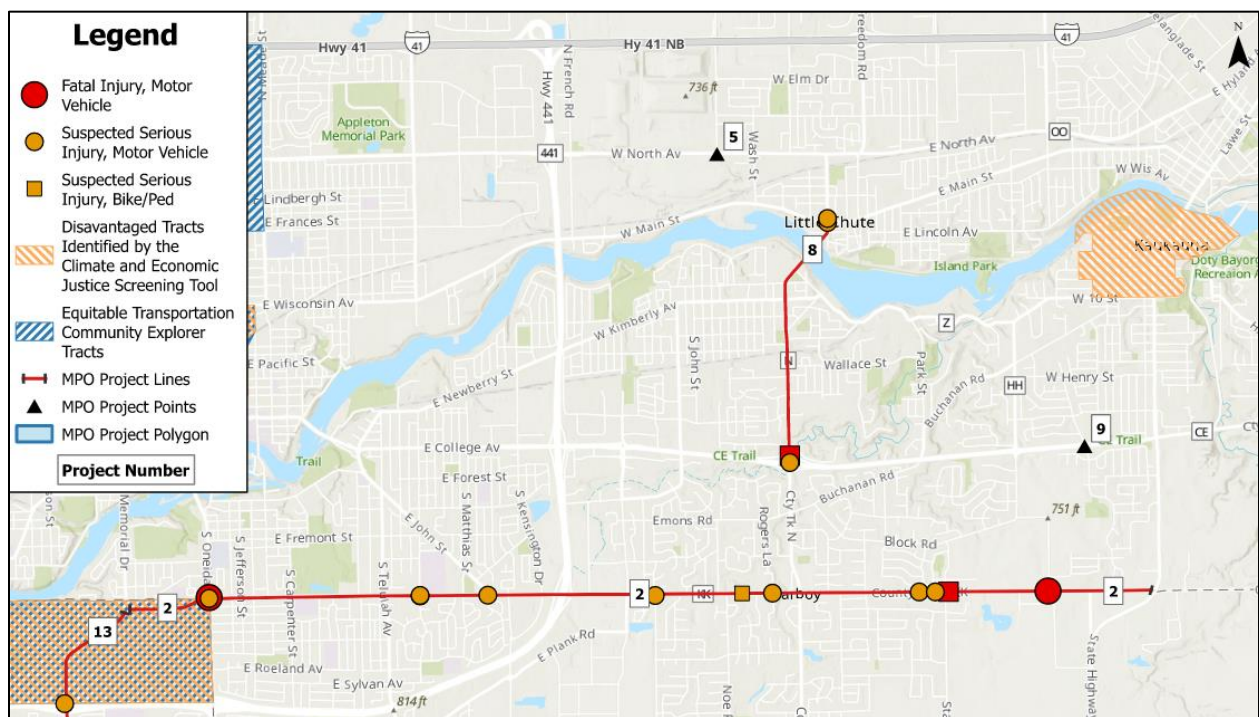 Legend
Fatal Injury, Motor
Vehicle
Suspected Serious
Injury, Motor Vehicle
Suspected Serious
Injury, Bike/Ped
Disavantaged Tracts
Identified by the
Climate and Economic
Justice Screening Tool
Equitable Transportation
Community Explorer
Tracts
MPO Project Lines
MPO Project Points
MPO Project Polygon
Project Number
N
Hwy 41
41
Hy 41 NB
41
N French Rd
Hwy 441
W Elm Dr
736 ft
E Hyland
Appleton
Memorial Park
441
W North Av
5
Wash St
E North Av
OO
Lawe St
E Main St
W Wis Av
E Lindbergh St
E Frances St
W Main St
Little Chute
E Lincoln Av
Kaukauna
8
Island Park
Doty Bayor
Recreation
E Wisconsin Av
W Kimberly Av
W 10 St
Z
E Pacific St
S John St
N
Wallace St
Park St
Buchanan Rd
HH
W Henry St
E Newberry St
9
E College Av
CE Trail
CE Trail
CE
Trail
E Forest St
Buchanan Rd
Memorial Dr
S Oneida
S Jefferson St
E Fremont St
E John St
S Matthias St
S Kensington Dr
Emons Rd
Rogers La
Cty Tk N
Block Rd
751 ft
S Carpenter St
S Telulah Av
2
2
KK
arboy
Count
2
13
E Roeland Av
E Plank Rd
State Highway
E Sylvan Av
814 ft
Noe R